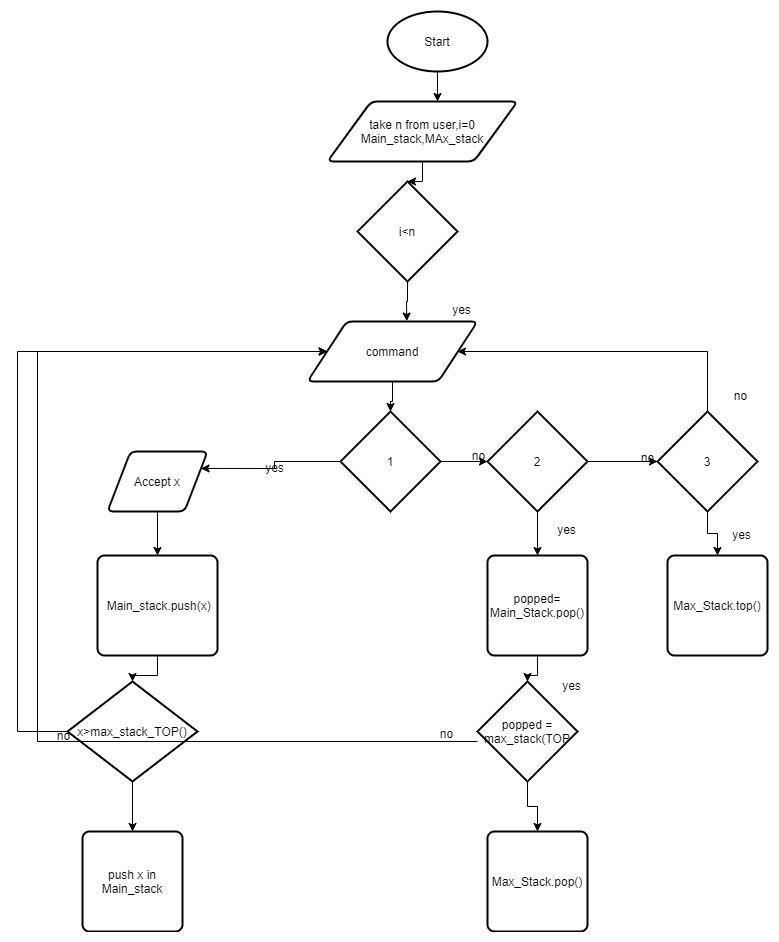 Start
take n from user,i=0
Main_stack,MAx_stack
i<n
yes
command
no
1
2
3
no
no
yes
Accept x
yes
yes
Main_stack.push(x)
popped=
Main_Stack.pop()
Max_Stack.top()
yes
x>max_stack_TOP()
no
no
popped =
max_stack(TOP
push x in
Main_stack
Max_Stack.pop()